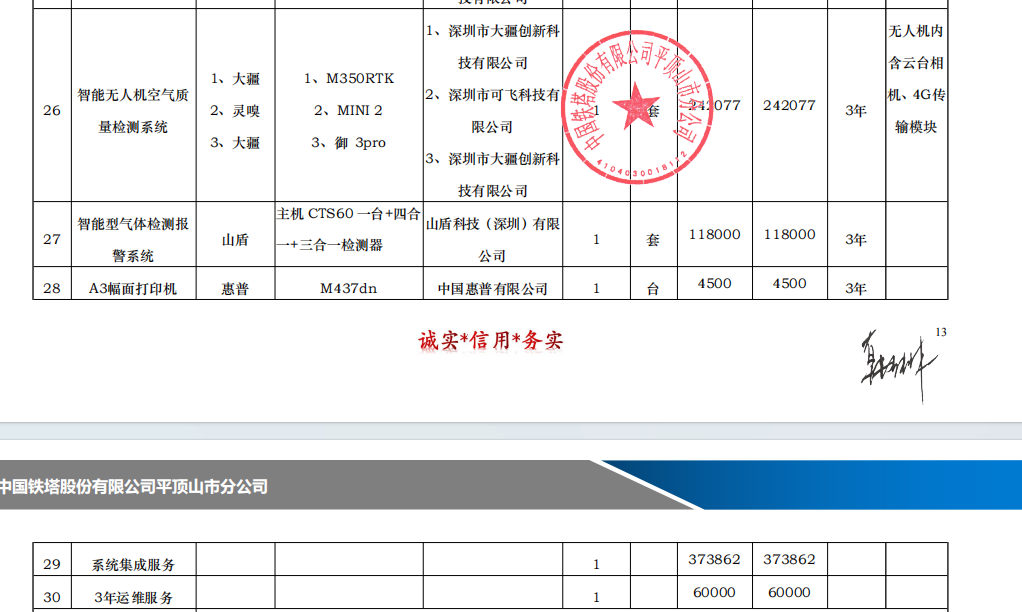 技有限公司
26 智能无人机空气质量检测系统 1、大疆 2、灵嗅 3、大疆 1、M350RTK 2、MINI 2 3、御 3pro 1、深圳市大疆创新科技有限公司 2、深圳市可飞科技有限公司 3、深圳市大疆创新科技有限公司 1 套 242077 242077 3年 无人机内含云台相机、4G传输模块
中国铁塔股份有限公司平顶山市分公司
27 智能型气体检测报警系统 山盾 主机 CTS60 一台+四合一+三合一检测器 山盾科技（深圳）有限公司 1 套 118000 118000 3年
28 A3幅面打印机 惠普 M437dn 中国惠普有限公司 1 台 4500 4500 3年
诚实*信用*务实
13
中国铁塔股份有限公司平顶山市分公司
29 系统集成服务 1 373862 373862
30 3年运维服务 1 60000 60000